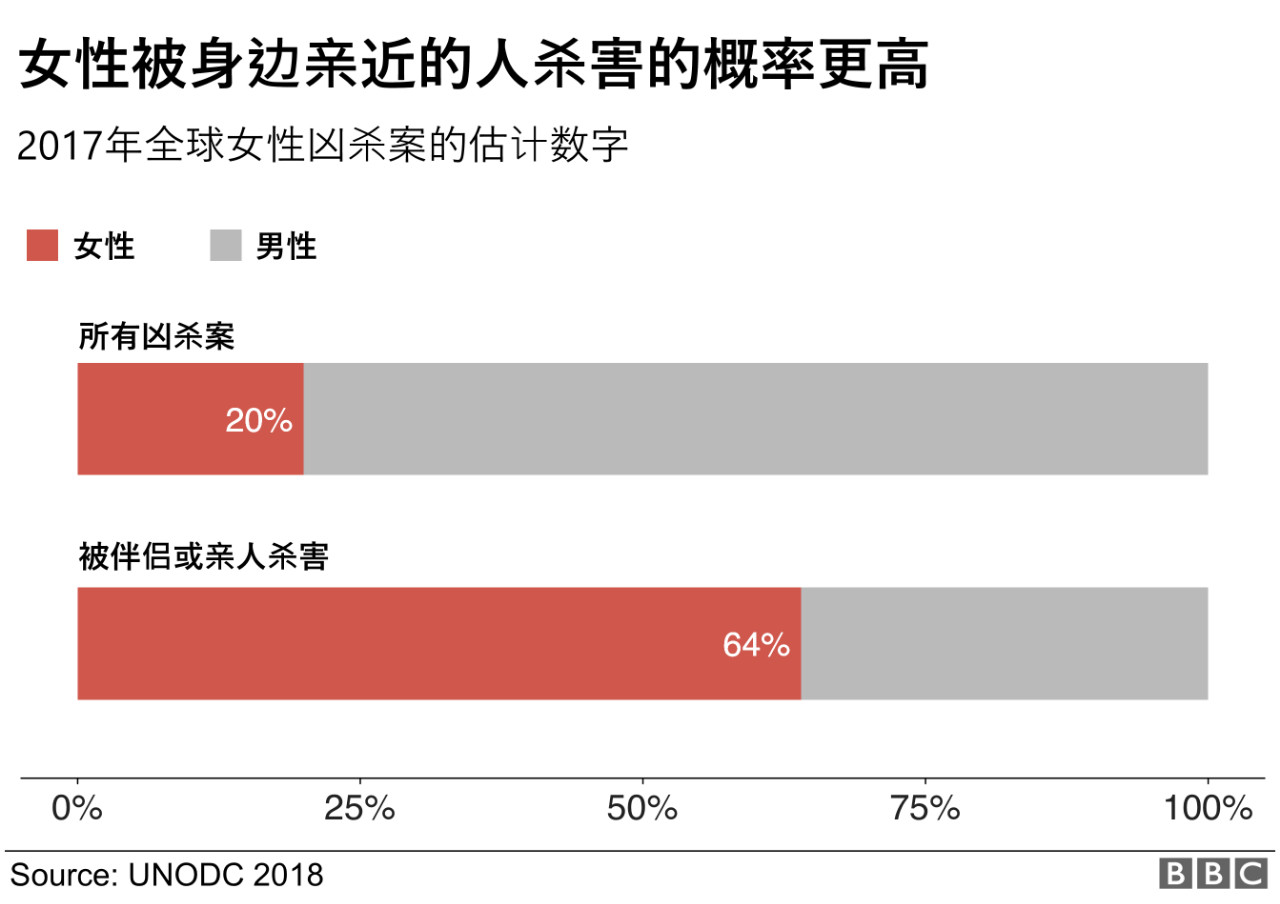 女性被身边亲近的人杀害的概率更高
2017年全球女性凶杀案的估计数字
女性 男性
所有凶杀案
20%
被伴侣或亲人杀害
64%
0% 25% 50% 75% 100%
Source: UNODC 2018 BBC